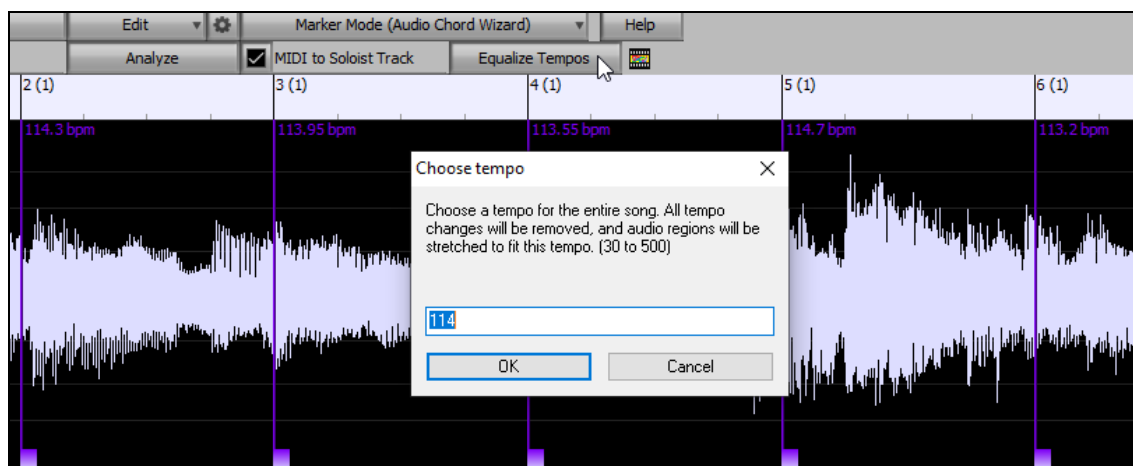 Edit
Marker Mode (Audio Chord Wizard)
Help
Analyze
MIDI to Soloist Track
Equalize Tempos
2 (1)
3 (1)
4 (1)
5 (1)
6 (1)
114.3 bpm
113.95 bpm
113.55 bpm
114.7 bpm
113.2 bpm
Choose tempo
Choose a tempo for the entire song. All tempo
changes will be removed, and audio regions will be
stretched to fit this tempo. (30 to 500)
114
OK
Cancel